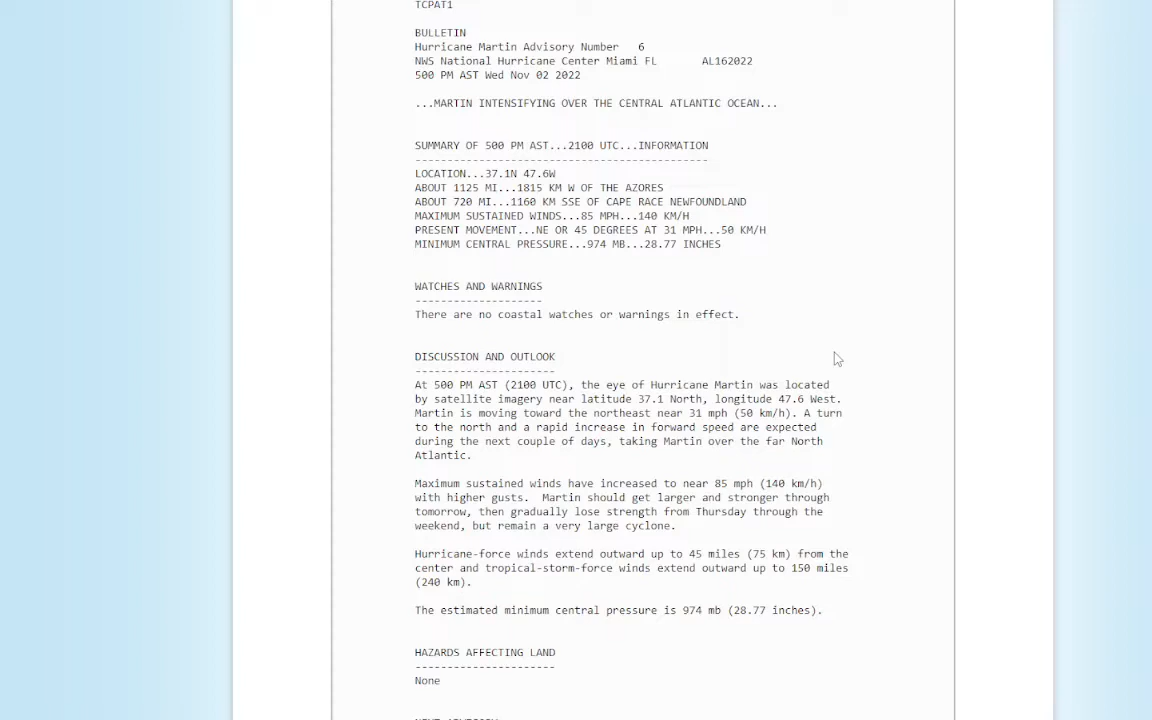 TCPAT1
BULLETIN
Hurricane Martin Advisory Number   6
NWS National Hurricane Center Miami FL       AL162022
500 PM AST Wed Nov 02 2022
...MARTIN INTENSIFYING OVER THE CENTRAL ATLANTIC OCEAN...
SUMMARY OF 500 PM AST...2100 UTC...INFORMATION
----------------------------------------------
LOCATION...37.1N 47.6W
ABOUT 1125 MI...1815 KM W OF THE AZORES
ABOUT 720 MI...1160 KM SSE OF CAPE RACE NEWFOUNDLAND
MAXIMUM SUSTAINED WINDS...85 MPH...140 KM/H
PRESENT MOVEMENT...NE OR 45 DEGREES AT 31 MPH...50 KM/H
MINIMUM CENTRAL PRESSURE...974 MB...28.77 INCHES
WATCHES AND WARNINGS
--------------------
There are no coastal watches or warnings in effect.
DISCUSSION AND OUTLOOK
----------------------
At 500 PM AST (2100 UTC), the eye of Hurricane Martin was located
by satellite imagery near latitude 37.1 North, longitude 47.6 West.
Martin is moving toward the northeast near 31 mph (50 km/h). A turn
to the north and a rapid increase in forward speed are expected
during the next couple of days, taking Martin over the far North
Atlantic.
Maximum sustained winds have increased to near 85 mph (140 km/h)
with higher gusts.  Martin should get larger and stronger through
tomorrow, then gradually lose strength from Thursday through the
weekend, but remain a very large cyclone.
Hurricane-force winds extend outward up to 45 miles (75 km) from the
center and tropical-storm-force winds extend outward up to 150 miles
(240 km).
The estimated minimum central pressure is 974 mb (28.77 inches).
HAZARDS AFFECTING LAND
----------------------
None